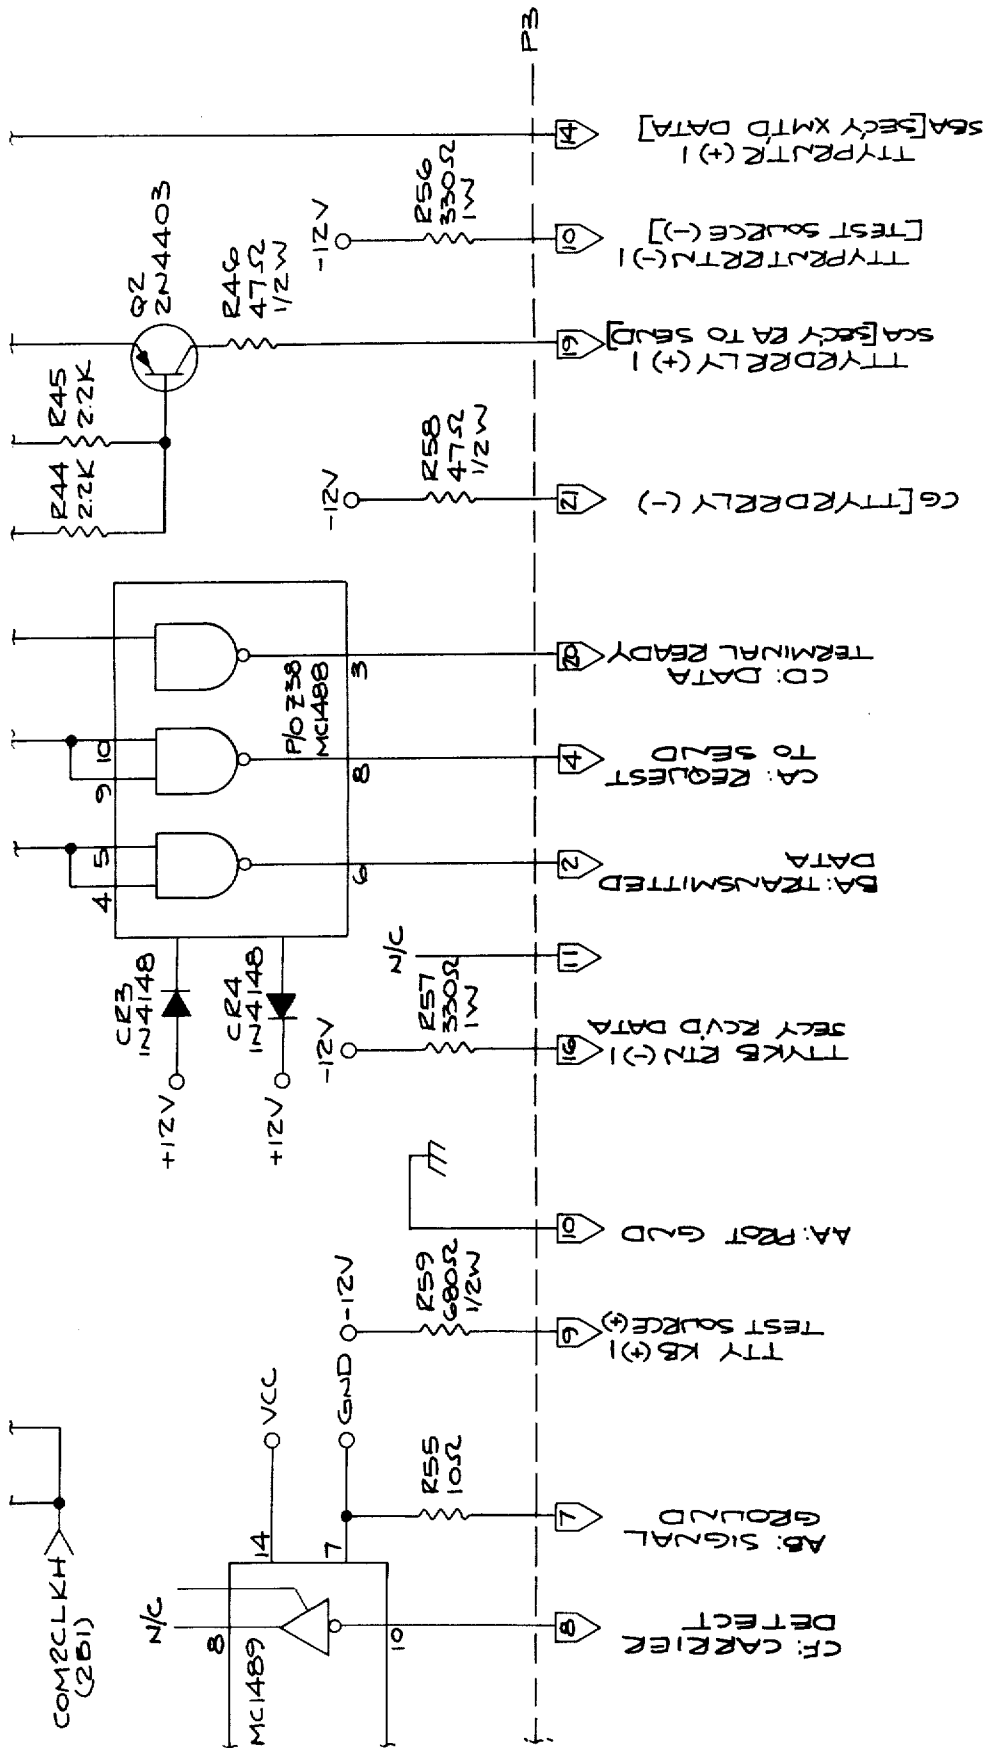 P3
14
SBA[SEC'Y XMT'D DATA]
TTYPRNTR(+)1
-12V
R56
330Ω
1W
10
[TEST SOURCE(-)]
TTYPRNTRRTN(-)1
Q2
2N4403
R46
47Ω
1/2W
19
SCA[SEC'Y RA TO SEND]
TTYRDRRLY(+)1
R45
2.2K
R44
2.2K
-12V
R58
47Ω
1/2W
21
CG[TTYRDRRLY(-)
P/O Z38
MC1488
3
20
CD: DATA
TERMINAL READY
10
9
8
4
CA: REQUEST
TO SEND
5
4
6
2
BA: TRANSMITTED
DATA
CR3
1N4148
+12V
CR4
1N4148
+12V
N/C
11
-12V
R57
330Ω
1W
16
TTYKB RTN(-)1
SECY RCV'D DATA
10
AA: PROT GND
-12V
R59
680Ω
1/2W
9
TTY KB(+)1
TEST SOURCE(+)
VCC
GND
14
7
R55
10Ω
7
AB: SIGNAL
GROUND
COM2CLKH
(2B1)
N/C
8
MC1489
10
8
CF: CARRIER
DETECT